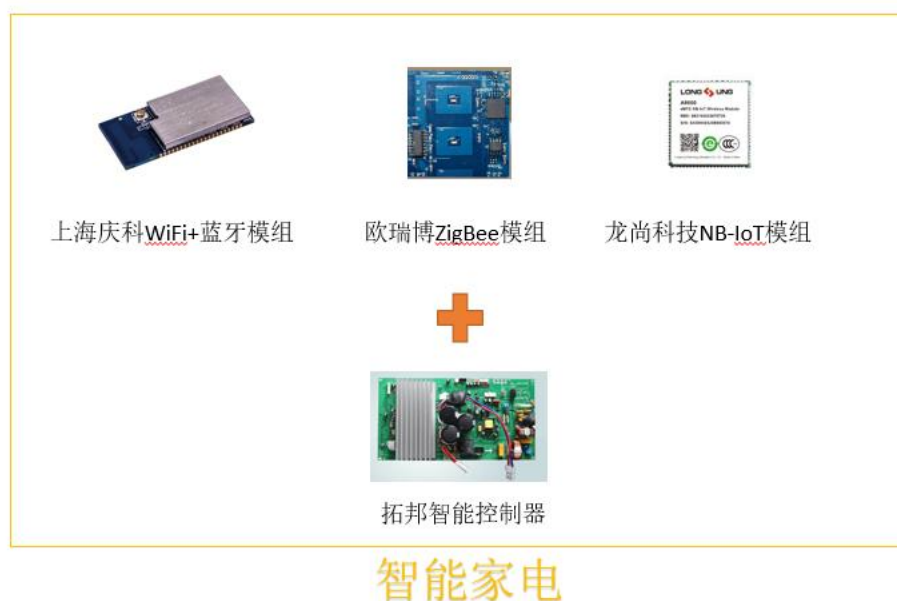 LONG SUNG
上海庆科WiFi+蓝牙模组
欧瑞博ZigBee模组
龙尚科技NB-IoT模组
拓邦智能控制器
智能家电